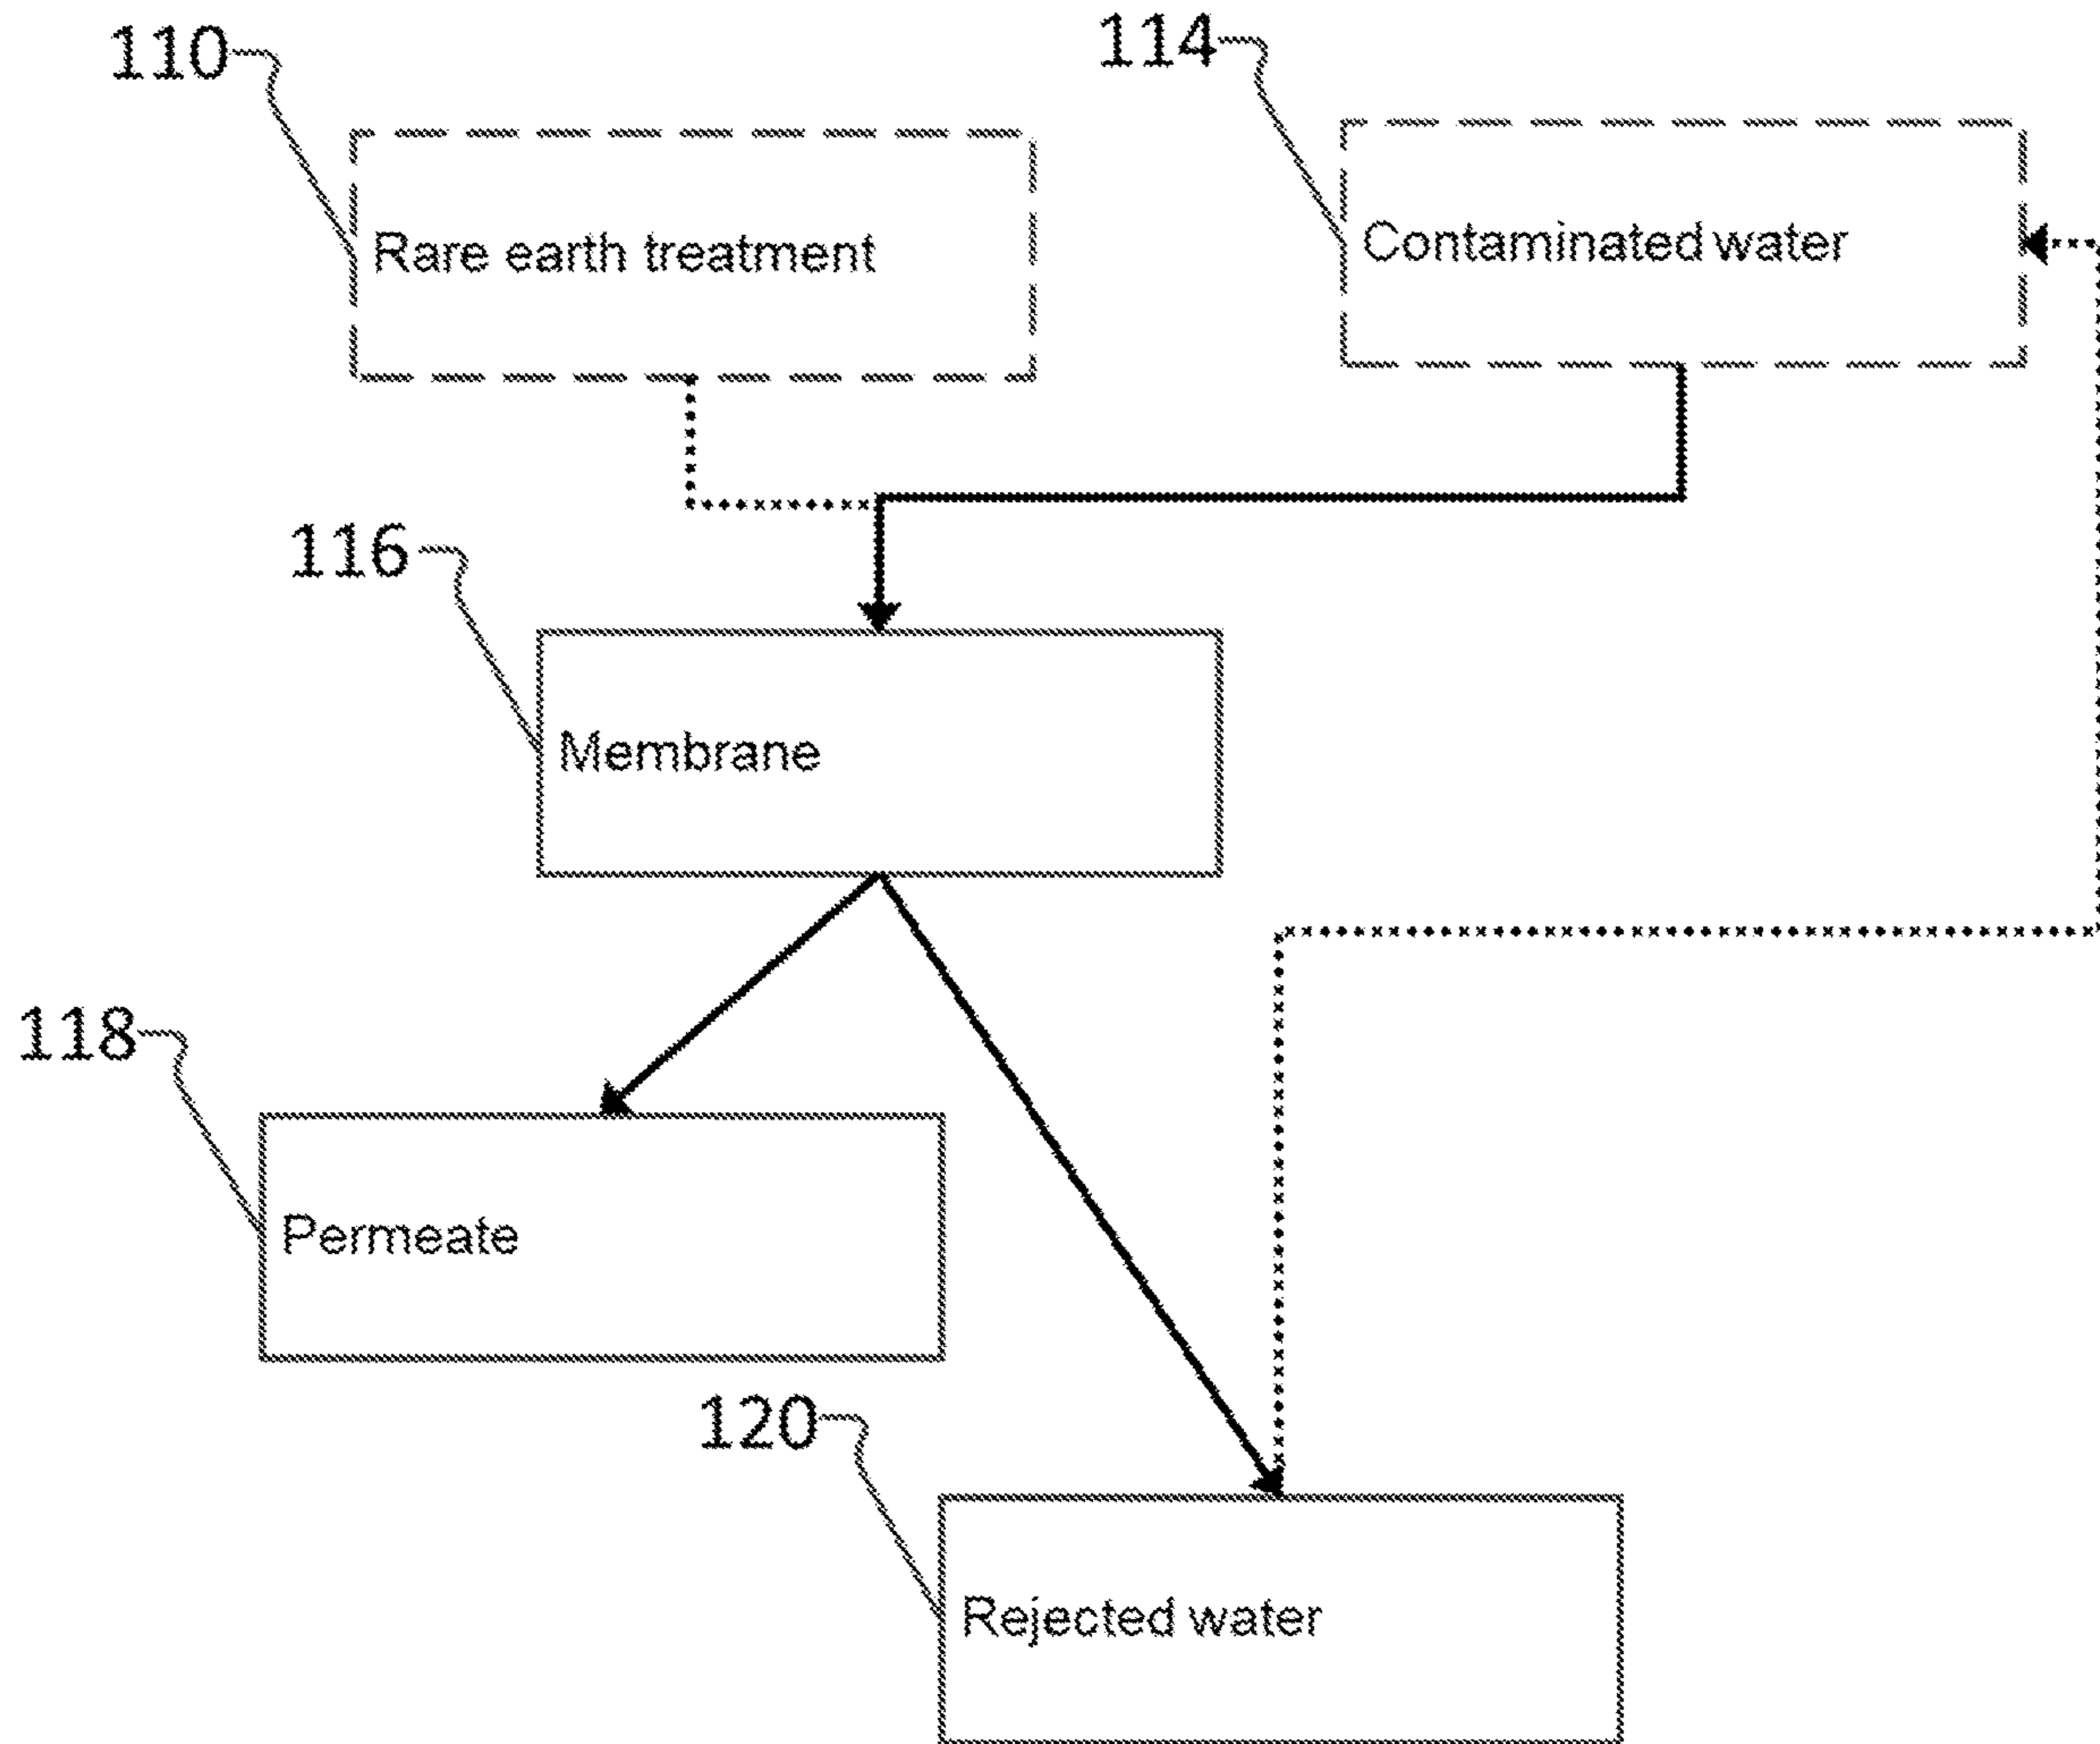 110
114
Rare earth treatment
Contaminated water
116
Membrane
118
Permeate
120
Rejected water